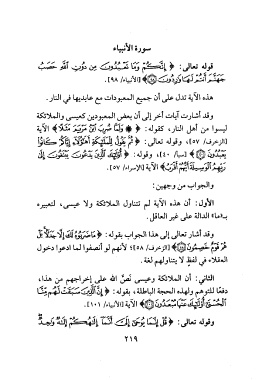 سورة الأنبياء
قوله تعالى: ﴿ إِنَّكُمْ وَمَا تَعْبُدُونَ مِن دُونِ ٱللَّهِ حَصَبُ
جَهَنَّمَ أَنتُمْ لَهَا وَٰرِدُونَ ﴾ [الأنبياء/ ٩٨].
هذه الآية تدل على أن جميع المعبودات مع عابديها في النار.
وقد أشارت آيات أخر إلى أن بعض المعبودين كعيسى والملائكة
ليسوا من أهل النار، كقوله: ﴿ ۞ وَلَمَّا ضُرِبَ ٱبْنُ مَرْيَمَ مَثَلًا ﴾ الآية
[الزخرف/ ٥٧]، وقوله: ﴿ ثُمَّ يَقُولُ لِلْمَلَٰٓئِكَةِ أَهَٰٓؤُلَآءِ إِيَّاكُمْ كَانُوا۟
يَعْبُدُونَ ﴾ [سبأ/ ٤٠]، وقوله: ﴿ أُو۟لَٰٓئِكَ ٱلَّذِينَ يَدْعُونَ يَبْتَغُونَ إِلَىٰ
رَبِّهِمُ ٱلْوَسِيلَةَ أَيُّهُمْ أَقْرَبُ ﴾ الآية [الإسراء/ ٥٧].
والجواب من وجهين:
الأول: أن هذه الآية لم تتناول الملائكة ولا عيسى، لتعبيره
بـ«ما» الدالة على غير العاقل.
وقد أشار تعالى إلى هذا الجواب بقوله: ﴿ مَا ضَرَبُوهُ لَكَ إِلَّا جَدَلًۢا بَلْ
هُمْ قَوْمٌ خَصِمُونَ ﴾ [الزخرف/ ٥٨]؛ لأنهم لو أنصفوا لما ادعوا دخول
العقلاء في لفظٍ لا يتناولهم لغة.
الثاني: أن الملائكة وعيسى نَصَّ الله على إخراجهم من هذا،
دفعا للتوهم ولهذه الحجة الباطلة، بقوله: ﴿ إِنَّ ٱلَّذِينَ سَبَقَتْ لَهُم مِّنَّا
ٱلْحُسْنَىٰٓ أُو۟لَٰٓئِكَ عَنْهَا مُبْعَدُونَ ﴾ الآية [الأنبياء/ ١٠١].
وقوله تعالى: ﴿ قُلْ إِنَّمَا يُوحَىٰٓ إِلَىَّ أَنَّمَآ إِلَٰهُكُمْ إِلَٰهٌ وَٰحِدٌ
٢١٩